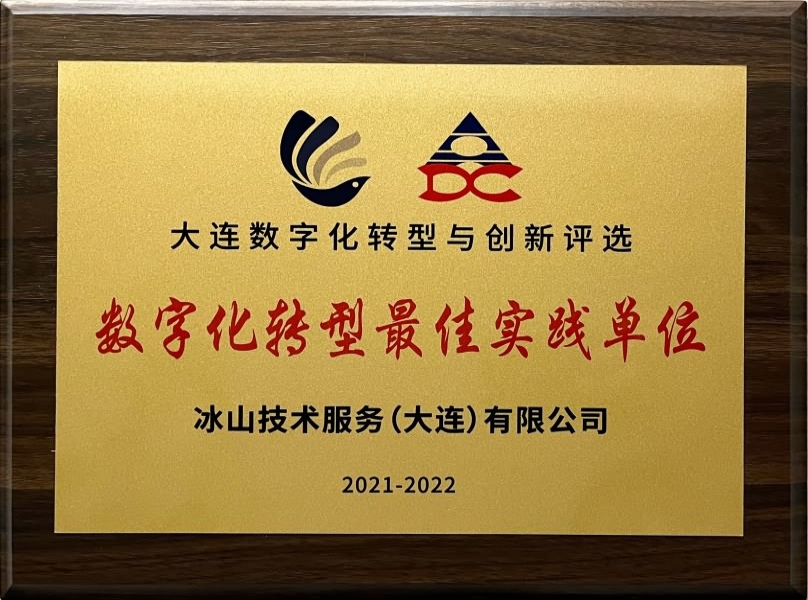 DC
大连数字化转型与创新评选
数字化转型最佳实践单位
冰山技术服务（大连）有限公司
2021-2022